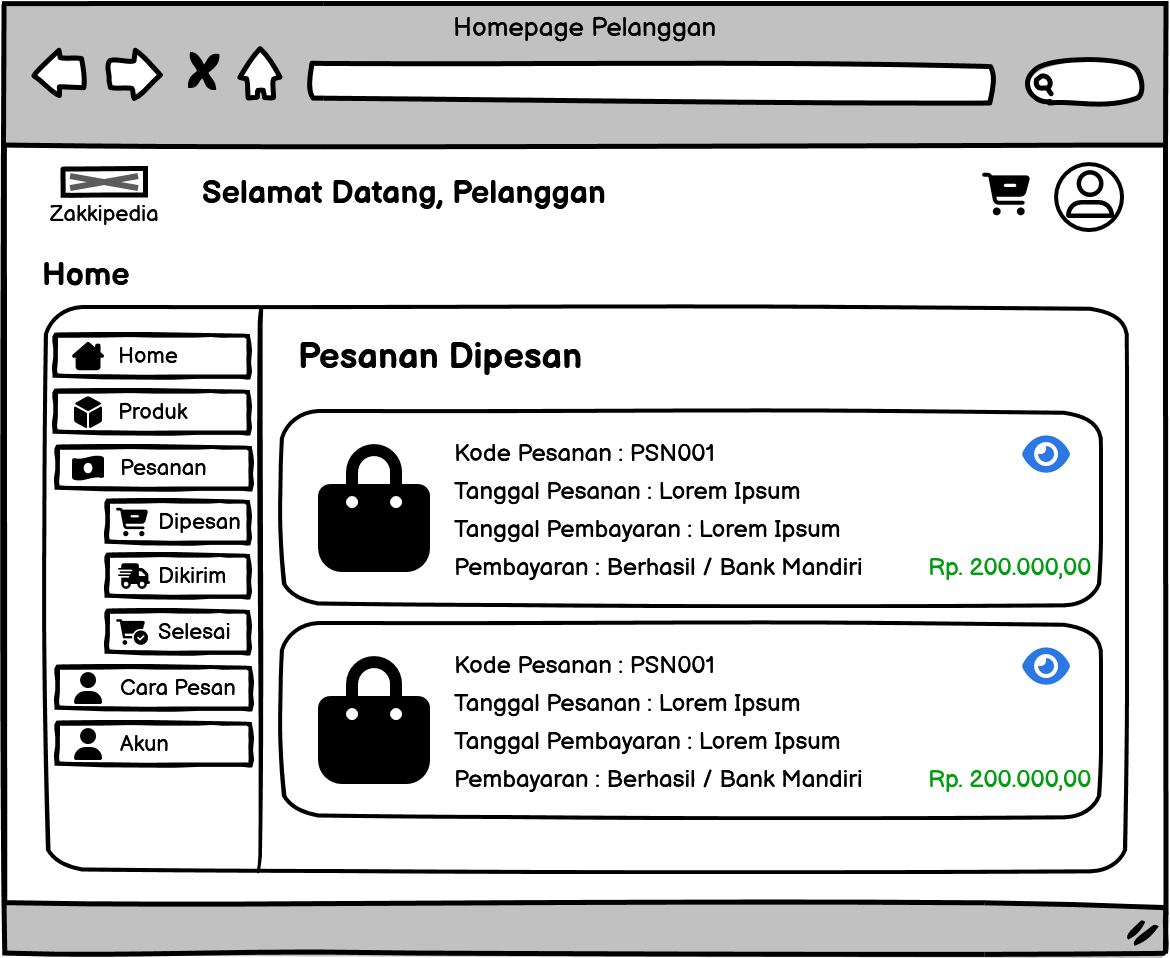 Homepage Pelanggan
Zakkipedia
Selamat Datang, Pelanggan
Home
Home
Produk
Pesanan
Dipesan
Dikirim
Selesai
Cara Pesan
Akun
Pesanan Dipesan
Kode Pesanan : PSN001
Tanggal Pesanan : Lorem Ipsum
Tanggal Pembayaran : Lorem Ipsum
Pembayaran : Berhasil / Bank Mandiri
Rp. 200.000,00
Kode Pesanan : PSN001
Tanggal Pesanan : Lorem Ipsum
Tanggal Pembayaran : Lorem Ipsum
Pembayaran : Berhasil / Bank Mandiri
Rp. 200.000,00